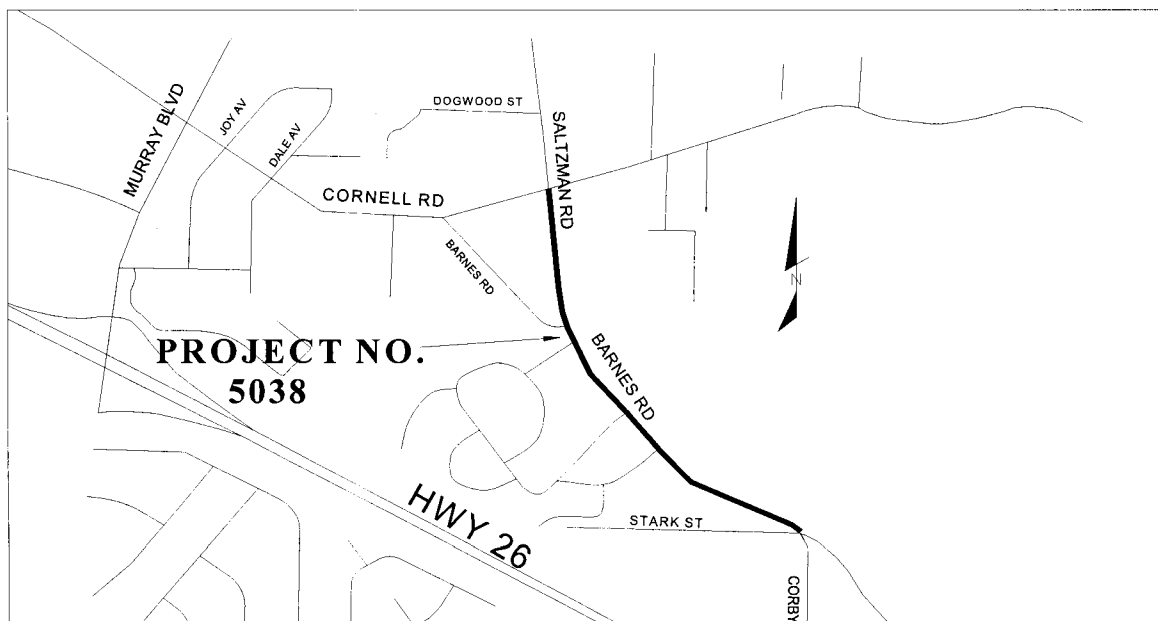 MURRAY BLVD
JOY AV
DALE AV
DOGWOOD ST
SALTZMAN RD
CORNELL RD
BARNES RD
N
PROJECT NO.
5038
BARNES RD
HWY 26
STARK ST
CORBY